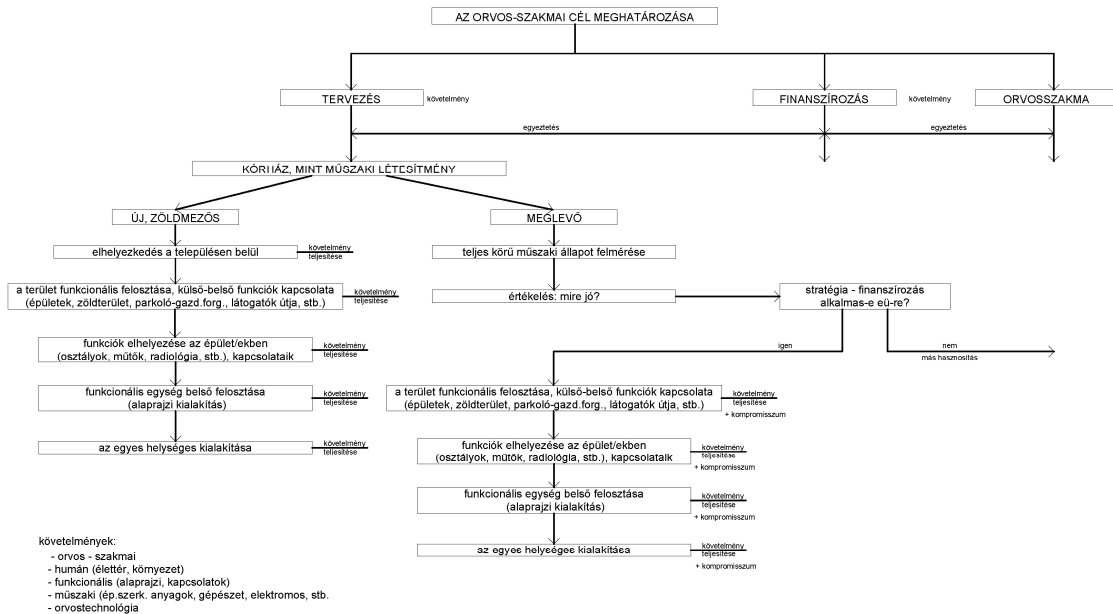 AZ ORVOS-SZAKMAI CÉL MEGHATÁROZÁSA
TERVEZÉS
követelmény
FINANSZÍROZÁS
követelmény
ORVOSSZAKMA
egyeztetés
egyeztetés
KÓRHÁZ, MINT MŰSZAKI LÉTESÍTMÉNY
ÚJ, ZÖLDMEZŐS
MEGLEVŐ
elhelyezkedés a településen belül
követelmény
teljesítése
teljes körű műszaki állapot felmérése
a terület funkcionális felosztása, külső-belső funkciók kapcsolata
(épületek, zöldterület, parkoló-gazd.forg., látogatók útja, stb.)
követelmény
teljesítése
értékelés: mire jó?
stratégia - finanszírozás
alkalmas-e eü-re?
funkciók elhelyezése az épület/ekben
(osztályok, műtők, radiológia, stb.), kapcsolataik
követelmény
teljesítése
igen
nem
más hasznosítás
funkcionális egység belső felosztása
(alaprajzi kialakítás)
követelmény
teljesítése
a terület funkcionális felosztása, külső-belső funkciók kapcsolata
(épületek, zöldterület, parkoló-gazd.forg., látogatók útja, stb.)
követelmény
teljesítése
+ kompromisszum
az egyes helységes kialakítása
követelmény
teljesítése
funkciók elhelyezése az épület/ekben
(osztályok, műtők, radiológia, stb.), kapcsolataik
követelmény
teljesítése
+ kompromisszum
funkcionális egység belső felosztása
(alaprajzi kialakítás)
követelmény
teljesítése
+ kompromisszum
az egyes helységes kialakítása
követelmény
teljesítése
+ kompromisszum
követelmények:
- orvos - szakmai
- humán (élettér, környezet)
- funkcionális (alaprajzi, kapcsolatok)
- műszaki (ép.szerk. anyagok, gépészet, elektromos, stb.
- orvostechnológia